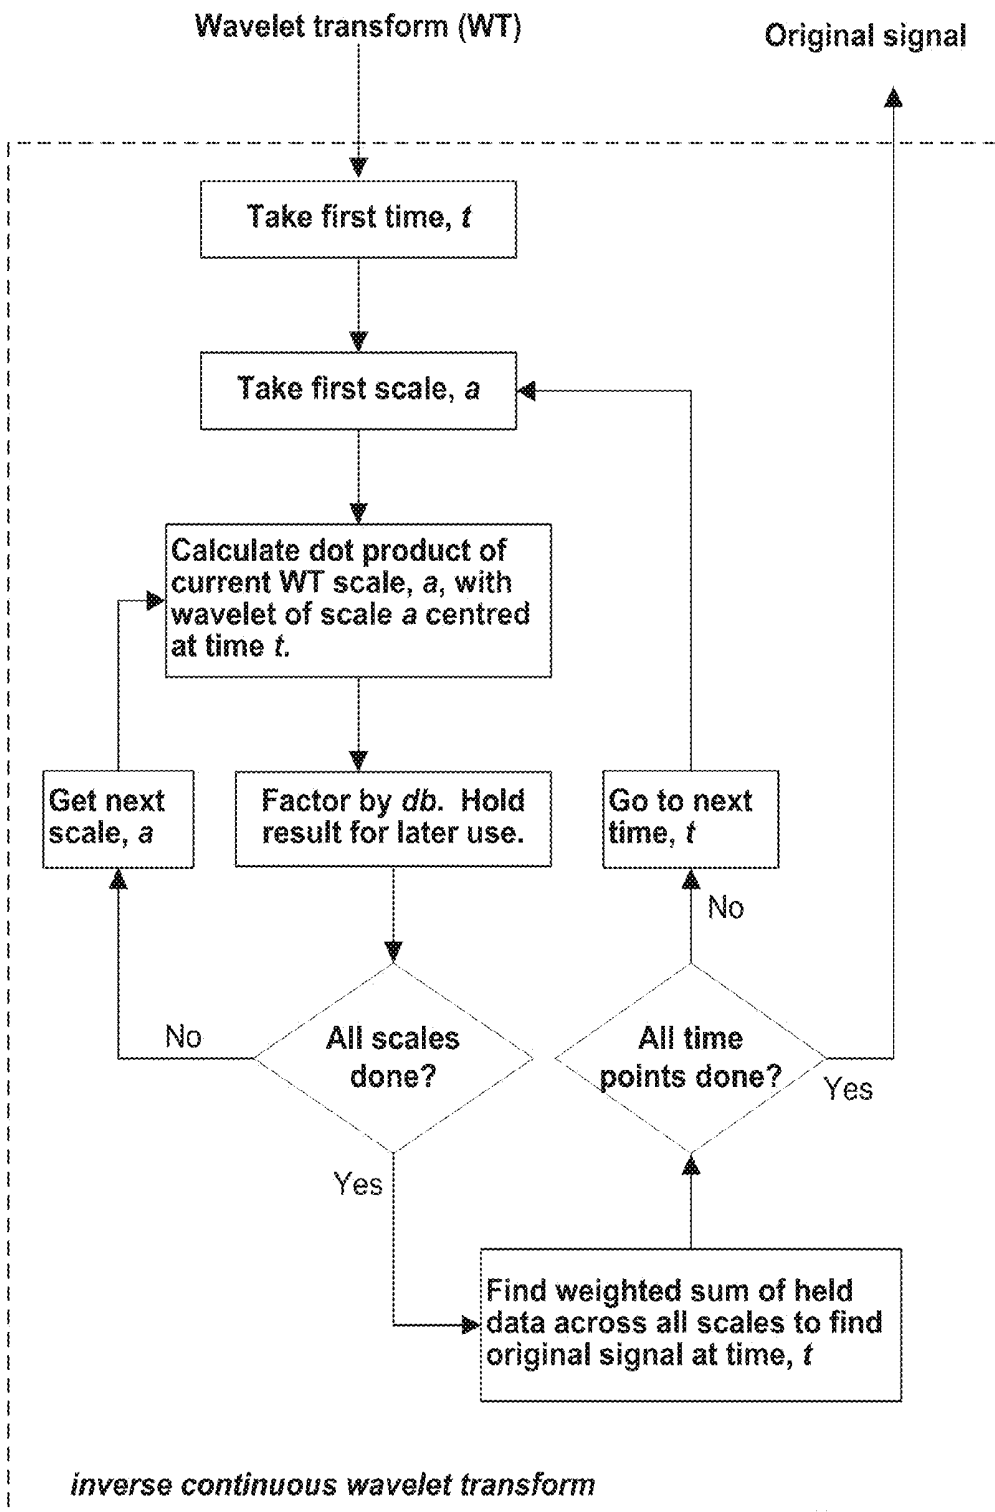 Wavelet transform (WT)
Original signal
Take first time, t
Take first scale, a
Calculate dot product of
current WT scale, a, with
wavelet of scale a centred
at time t.
Get next
scale, a
Factor by db. Hold
result for later use.
Go to next
time, t
No
No
All scales
done?
All time
points done?
Yes
Yes
Find weighted sum of held
data across all scales to find
original signal at time, t
inverse continuous wavelet transform